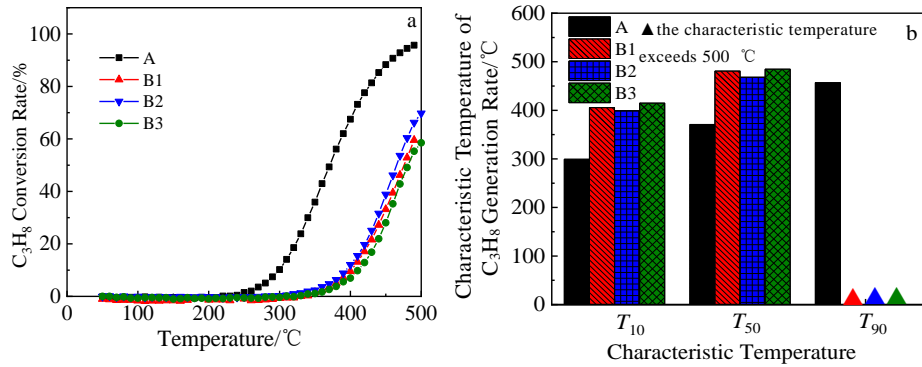 a
100
80
60
40
20
0
0
100
200
300
400
500
A
B1
B2
B3
C₃H₈ Conversion Rate/%
Temperature/℃
b
600
500
400
300
200
100
0
A
B1
B2
B3
▲ the characteristic temperature
exceeds 500 ℃
T₁₀
T₅₀
T₉₀
Characteristic Temperature of
C₃H₈ Generation Rate/℃
Characteristic Temperature